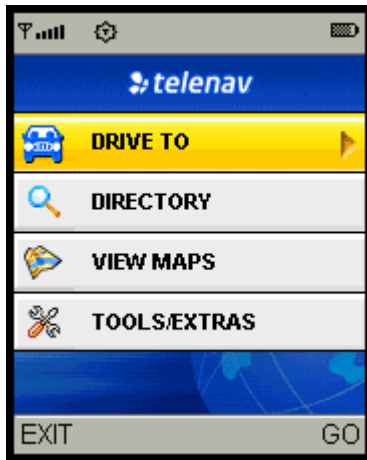 telenav
DRIVE TO
DIRECTORY
VIEW MAPS
TOOLS/EXTRAS
EXIT GO